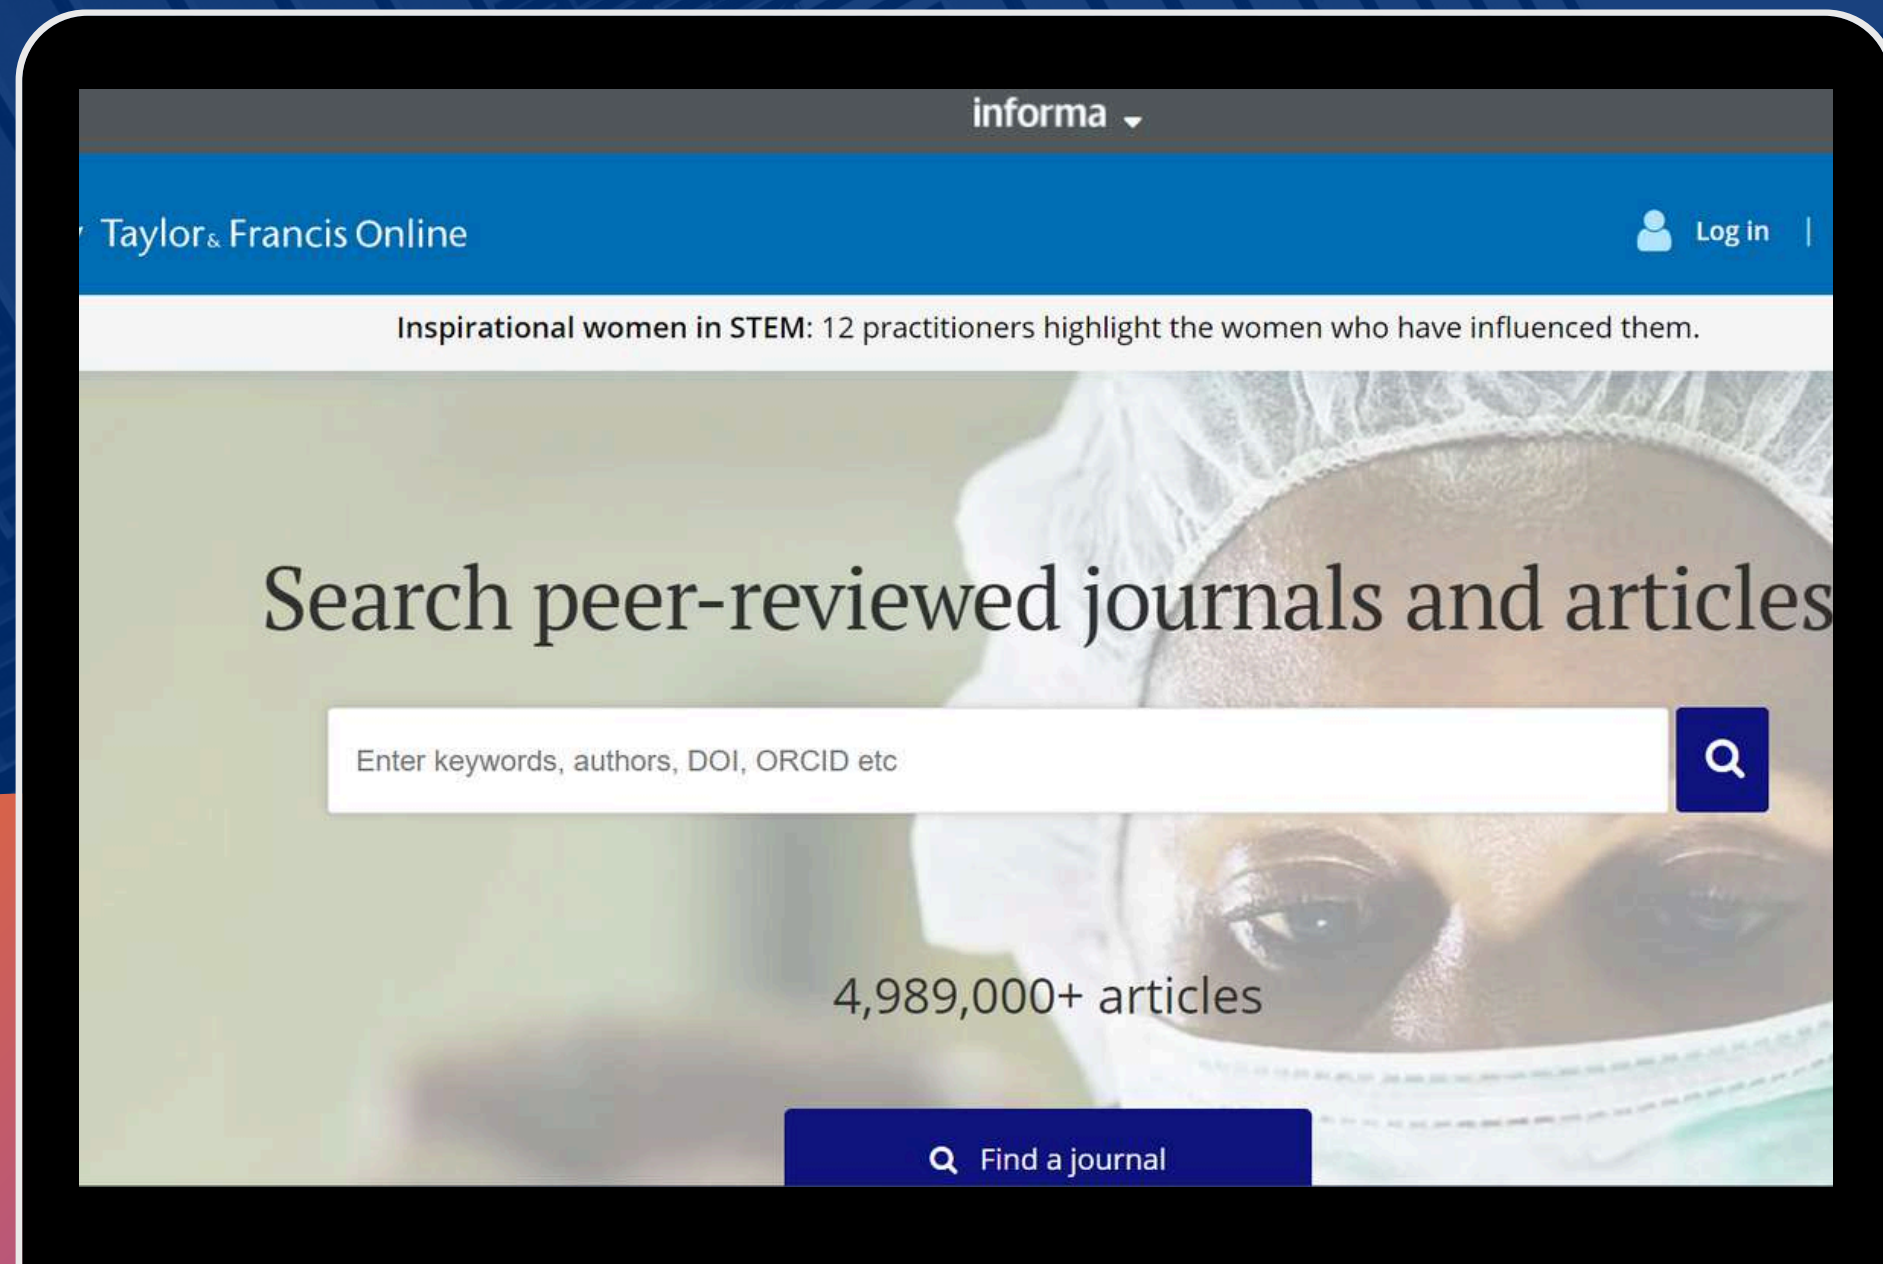 informa
Taylor & Francis Online
Log in |
Inspirational women in STEM: 12 practitioners highlight the women who have influenced them.
Search peer-reviewed journals and articles
Enter keywords, authors, DOI, ORCID etc
4,989,000+ articles
Find a journal